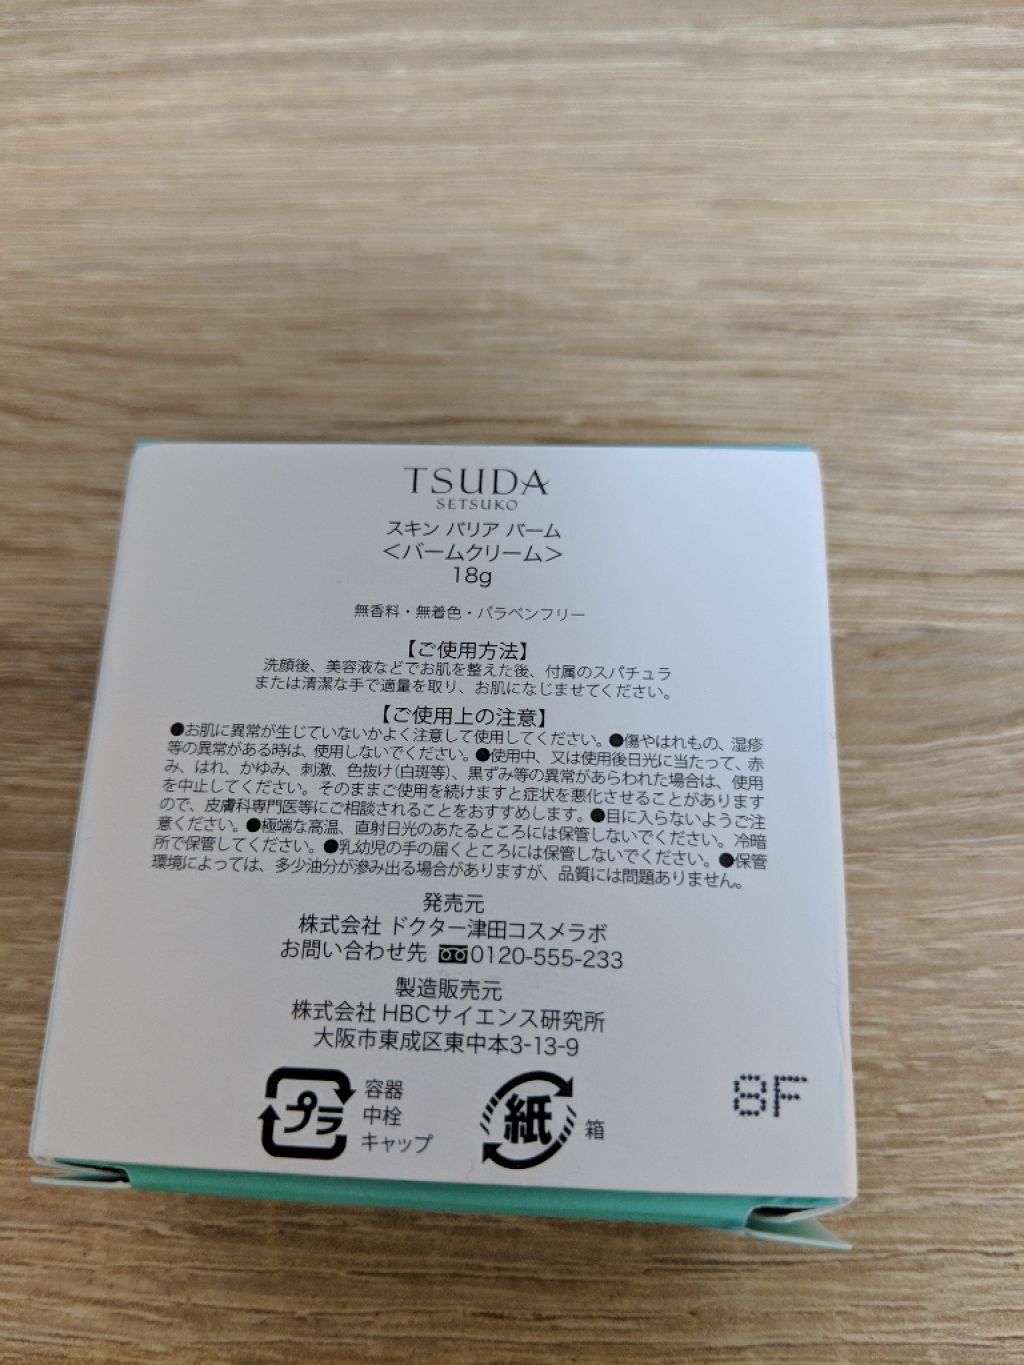 TSUDA
SETSUKO
スキン バリア バーム
＜バームクリーム＞
18g
無香料・無着色・パラベンフリー
【ご使用方法】
洗顔後、美容液などでお肌を整えた後、付属のスパチュラ
または清潔な手で適量を取り、お肌になじませてください。
【ご使用上の注意】
●お肌に異常が生じていないかよく注意して使用してください。●傷やはれもの、湿疹
等の異常がある時は、使用しないでください。●使用中、又は使用後日光に当たって、赤
み、はれ、かゆみ、刺激、色抜け(白斑等)、黒ずみ等の異常があらわれた場合は、使用
を中止してください。そのままご使用を続けますと症状を悪化させることがあります
ので、皮膚科専門医等にご相談されることをおすすめします。●目に入らないようご注
意ください。●極端な高温、直射日光のあたるところには保管しないでください。冷暗
所で保管してください。●乳幼児の手の届くところには保管しないでください。●保管
環境によっては、多少油分が滲み出る場合がありますが、品質には問題ありません。
発売元
株式会社 ドクター津田コスメラボ
お問い合わせ先 0120-555-233
製造販売元
株式会社 HBCサイエンス研究所
大阪市東成区東中本3-13-9
プラ 容器
中栓
キャップ
紙 箱
8F